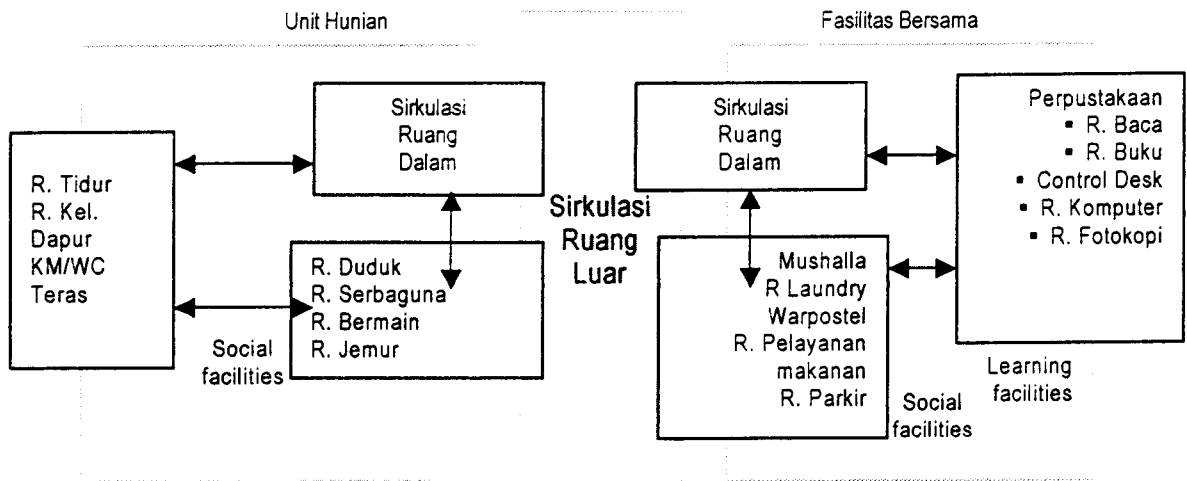 Unit Hunian
Fasilitas Bersama
Sirkulasi
Ruang
Dalam
R. Tidur
R. Kel.
Dapur
KM/WC
Teras
R. Duduk
R. Serbaguna
R. Bermain
R. Jemur
Social
facilities
Sirkulasi
Ruang
Luar
Sirkulasi
Ruang
Dalam
Perpustakaan
▪ R. Baca
▪ R. Buku
▪ Control Desk
▪ R. Komputer
▪ R. Fotokopi
Mushalla
R Laundry
Warpostel
R. Pelayanan
makanan
R. Parkir
Social
facilities
Learning
facilities